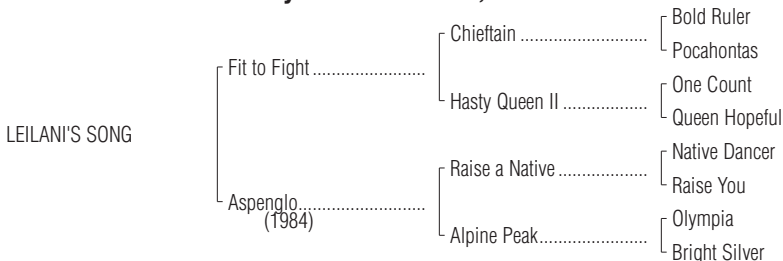 Bold Ruler
Chieftain
Pocahontas
Fit to Fight
One Count
Hasty Queen II
Queen Hopeful
LEILANI'S SONG
Native Dancer
Raise a Native
Raise You
Aspenglo
(1984)
Olympia
Alpine Peak
Bright Silver